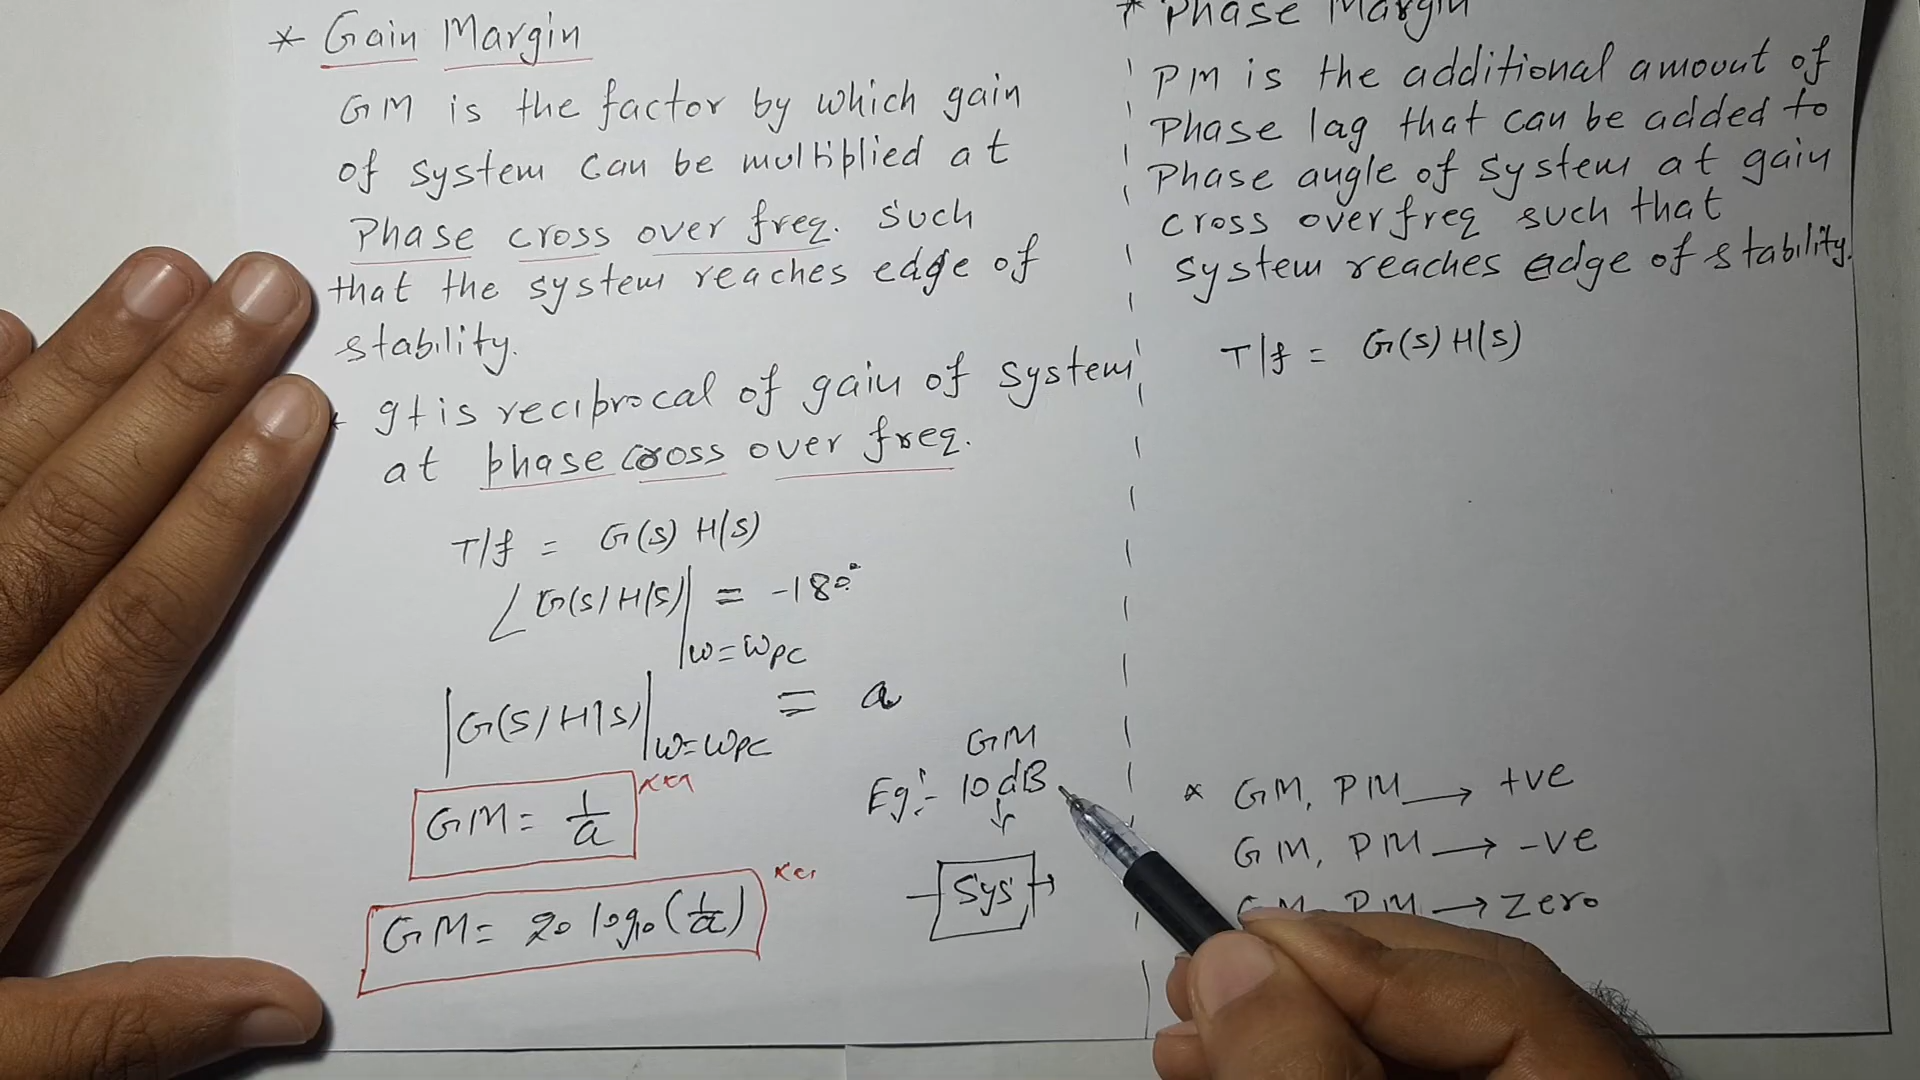 * Gain Margin
GM is the factor by which gain
of system can be multiplied at
Phase cross over freq. such
that the system reaches edge of
stability.
* It is reciprocal of gain of system
at phase cross over freq.
T/f = G(s) H(s)
∠G(s)H(s)|ω=ωpc = -180°
|G(s)H(s)|ω=ωpc = a
GM = 1/a
GM = 20 log10(1/a)
GM
Eg:- 10 dB
Sys
* Phase Margin
PM is the additional amount of
Phase lag that can be added to
Phase angle of system at gain
cross over freq such that
system reaches edge of stability.
T/f = G(s) H(s)
* GM, PM → +ve
GM, PM → -ve
GM, PM → zero